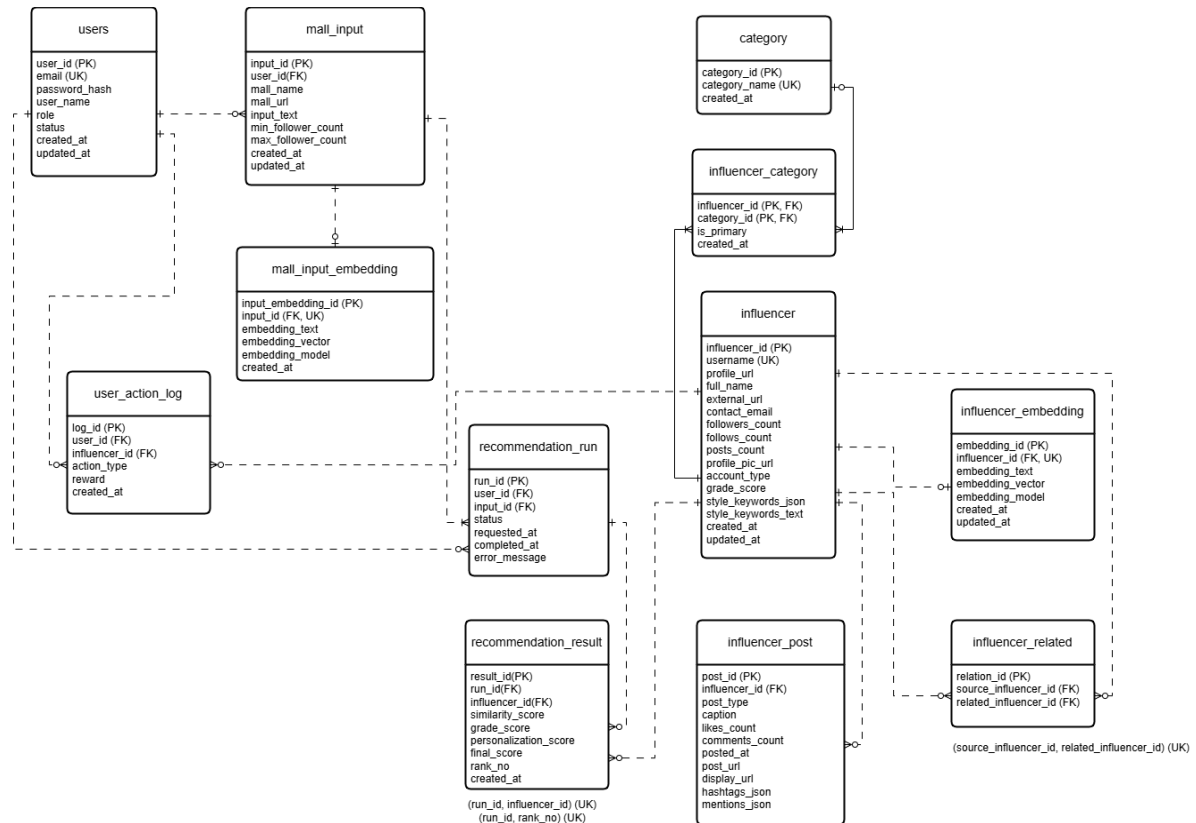 users
user_id (PK)
email (UK)
password_hash
user_name
role
status
created_at
updated_at
mall_input
input_id (PK)
user_id(FK)
mall_name
mall_url
input_text
min_follower_count
max_follower_count
created_at
updated_at
category
category_id (PK)
category_name (UK)
created_at
influencer_category
influencer_id (PK, FK)
category_id (PK, FK)
is_primary
created_at
mall_input_embedding
input_embedding_id (PK)
input_id (FK, UK)
embedding_text
embedding_vector
embedding_model
created_at
influencer
influencer_id (PK)
username (UK)
profile_url
full_name
external_url
contact_email
followers_count
follows_count
posts_count
profile_pic_url
account_type
grade_score
style_keywords_json
style_keywords_text
created_at
updated_at
user_action_log
log_id (PK)
user_id (FK)
influencer_id (FK)
action_type
reward
created_at
influencer_embedding
embedding_id (PK)
influencer_id (FK, UK)
embedding_text
embedding_vector
embedding_model
created_at
updated_at
recommendation_run
run_id (PK)
user_id (FK)
input_id (FK)
status
requested_at
completed_at
error_message
recommendation_result
result_id(PK)
run_id(FK)
influencer_id(FK)
similarity_score
grade_score
personalization_score
final_score
rank_no
created_at
(run_id, influencer_id) (UK)
(run_id, rank_no) (UK)
influencer_post
post_id (PK)
influencer_id (FK)
post_type
caption
likes_count
comments_count
posted_at
post_url
display_url
hashtags_json
mentions_json
influencer_related
relation_id (PK)
source_influencer_id (FK)
related_influencer_id (FK)
(source_influencer_id, related_influencer_id) (UK)